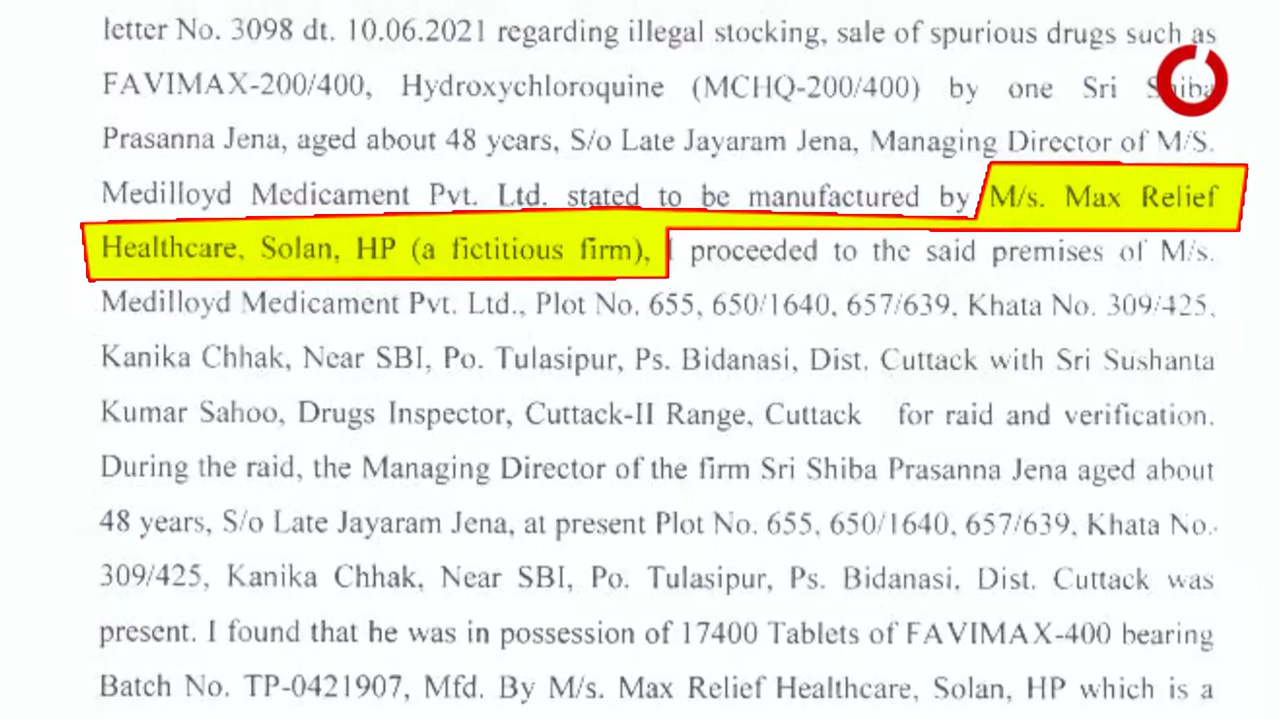 letter No. 3098 dt. 10.06.2021 regarding illegal stocking, sale of spurious drugs such as
FAVIMAX-200/400, Hydroxychloroquine (MCHQ-200/400) by one Sri Shiba
Prasanna Jena, aged about 48 years, S/o Late Jayaram Jena, Managing Director of M/S.
Medilloyd Medicament Pvt. Ltd. stated to be manufactured by M/s. Max Relief
Healthcare, Solan, HP (a fictitious firm), I proceeded to the said premises of M/s.
Medilloyd Medicament Pvt. Ltd., Plot No. 655, 650/1640, 657/639, Khata No. 309/425,
Kanika Chhak, Near SBI, Po. Tulasipur, Ps. Bidanasi, Dist. Cuttack with Sri Sushanta
Kumar Sahoo, Drugs Inspector, Cuttack-II Range, Cuttack for raid and verification.
During the raid, the Managing Director of the firm Sri Shiba Prasanna Jena aged about
48 years, S/o Late Jayaram Jena, at present Plot No. 655, 650/1640, 657/639, Khata No.
309/425, Kanika Chhak, Near SBI, Po. Tulasipur, Ps. Bidanasi, Dist. Cuttack was
present. I found that he was in possession of 17400 Tablets of FAVIMAX-400 bearing
Batch No. TP-0421907, Mfd. By M/s. Max Relief Healthcare, Solan, HP which is a